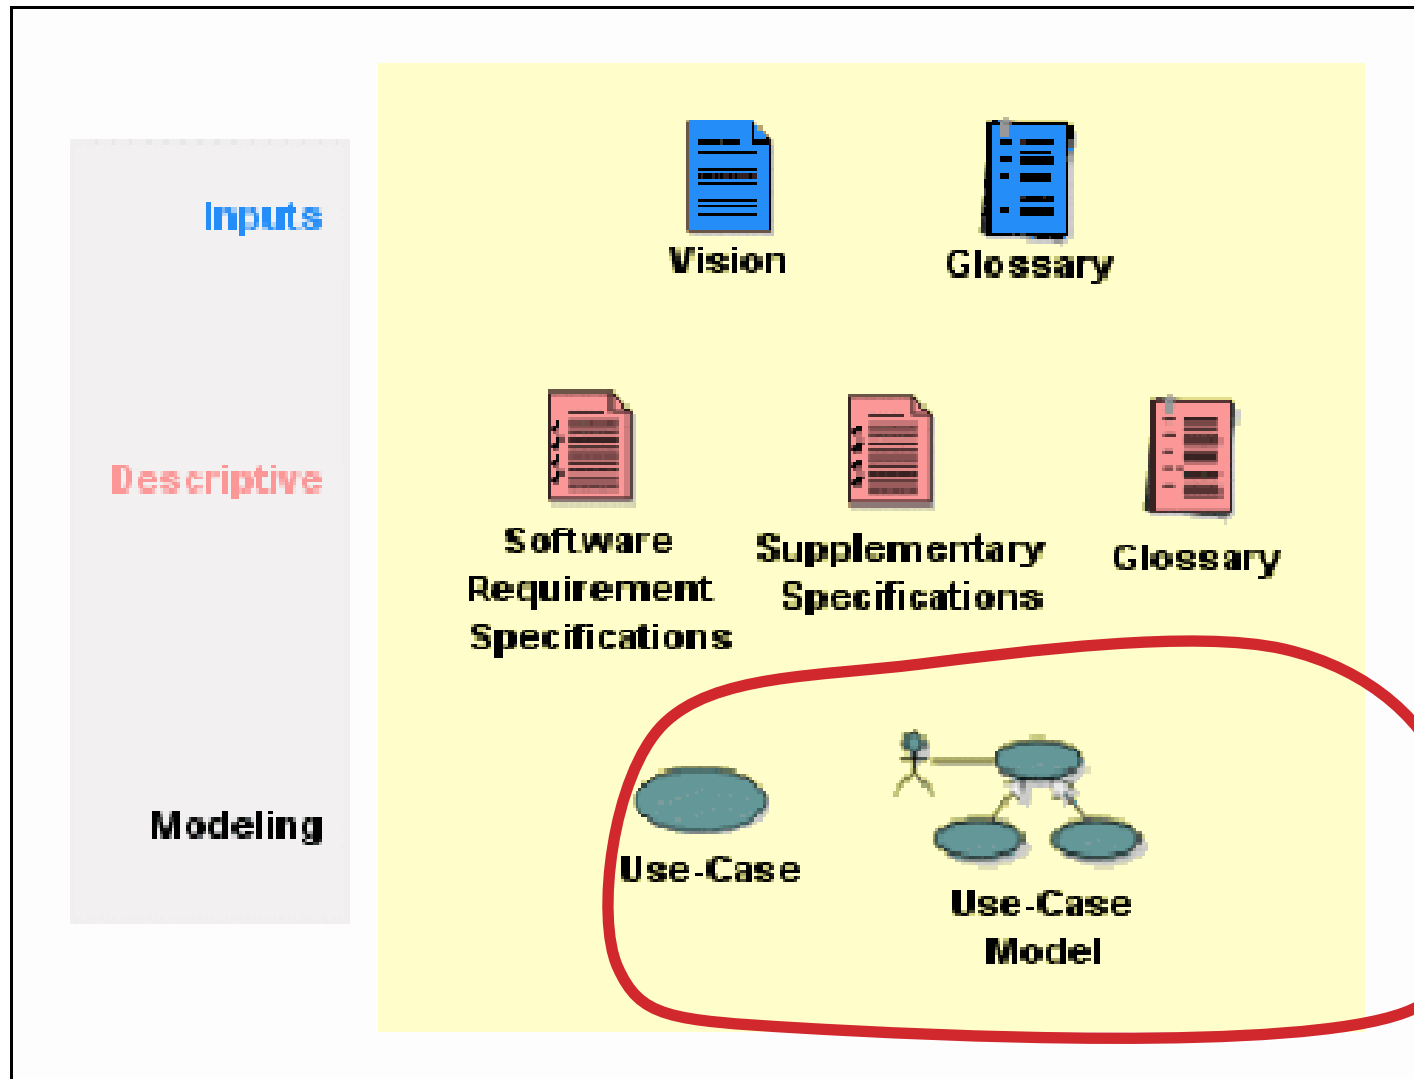 Inputs
Vision
Glossary
Descriptive
Software
Requirement
Specifications
Supplementary
Specifications
Glossary
Modeling
Use-Case
Use-Case
Model